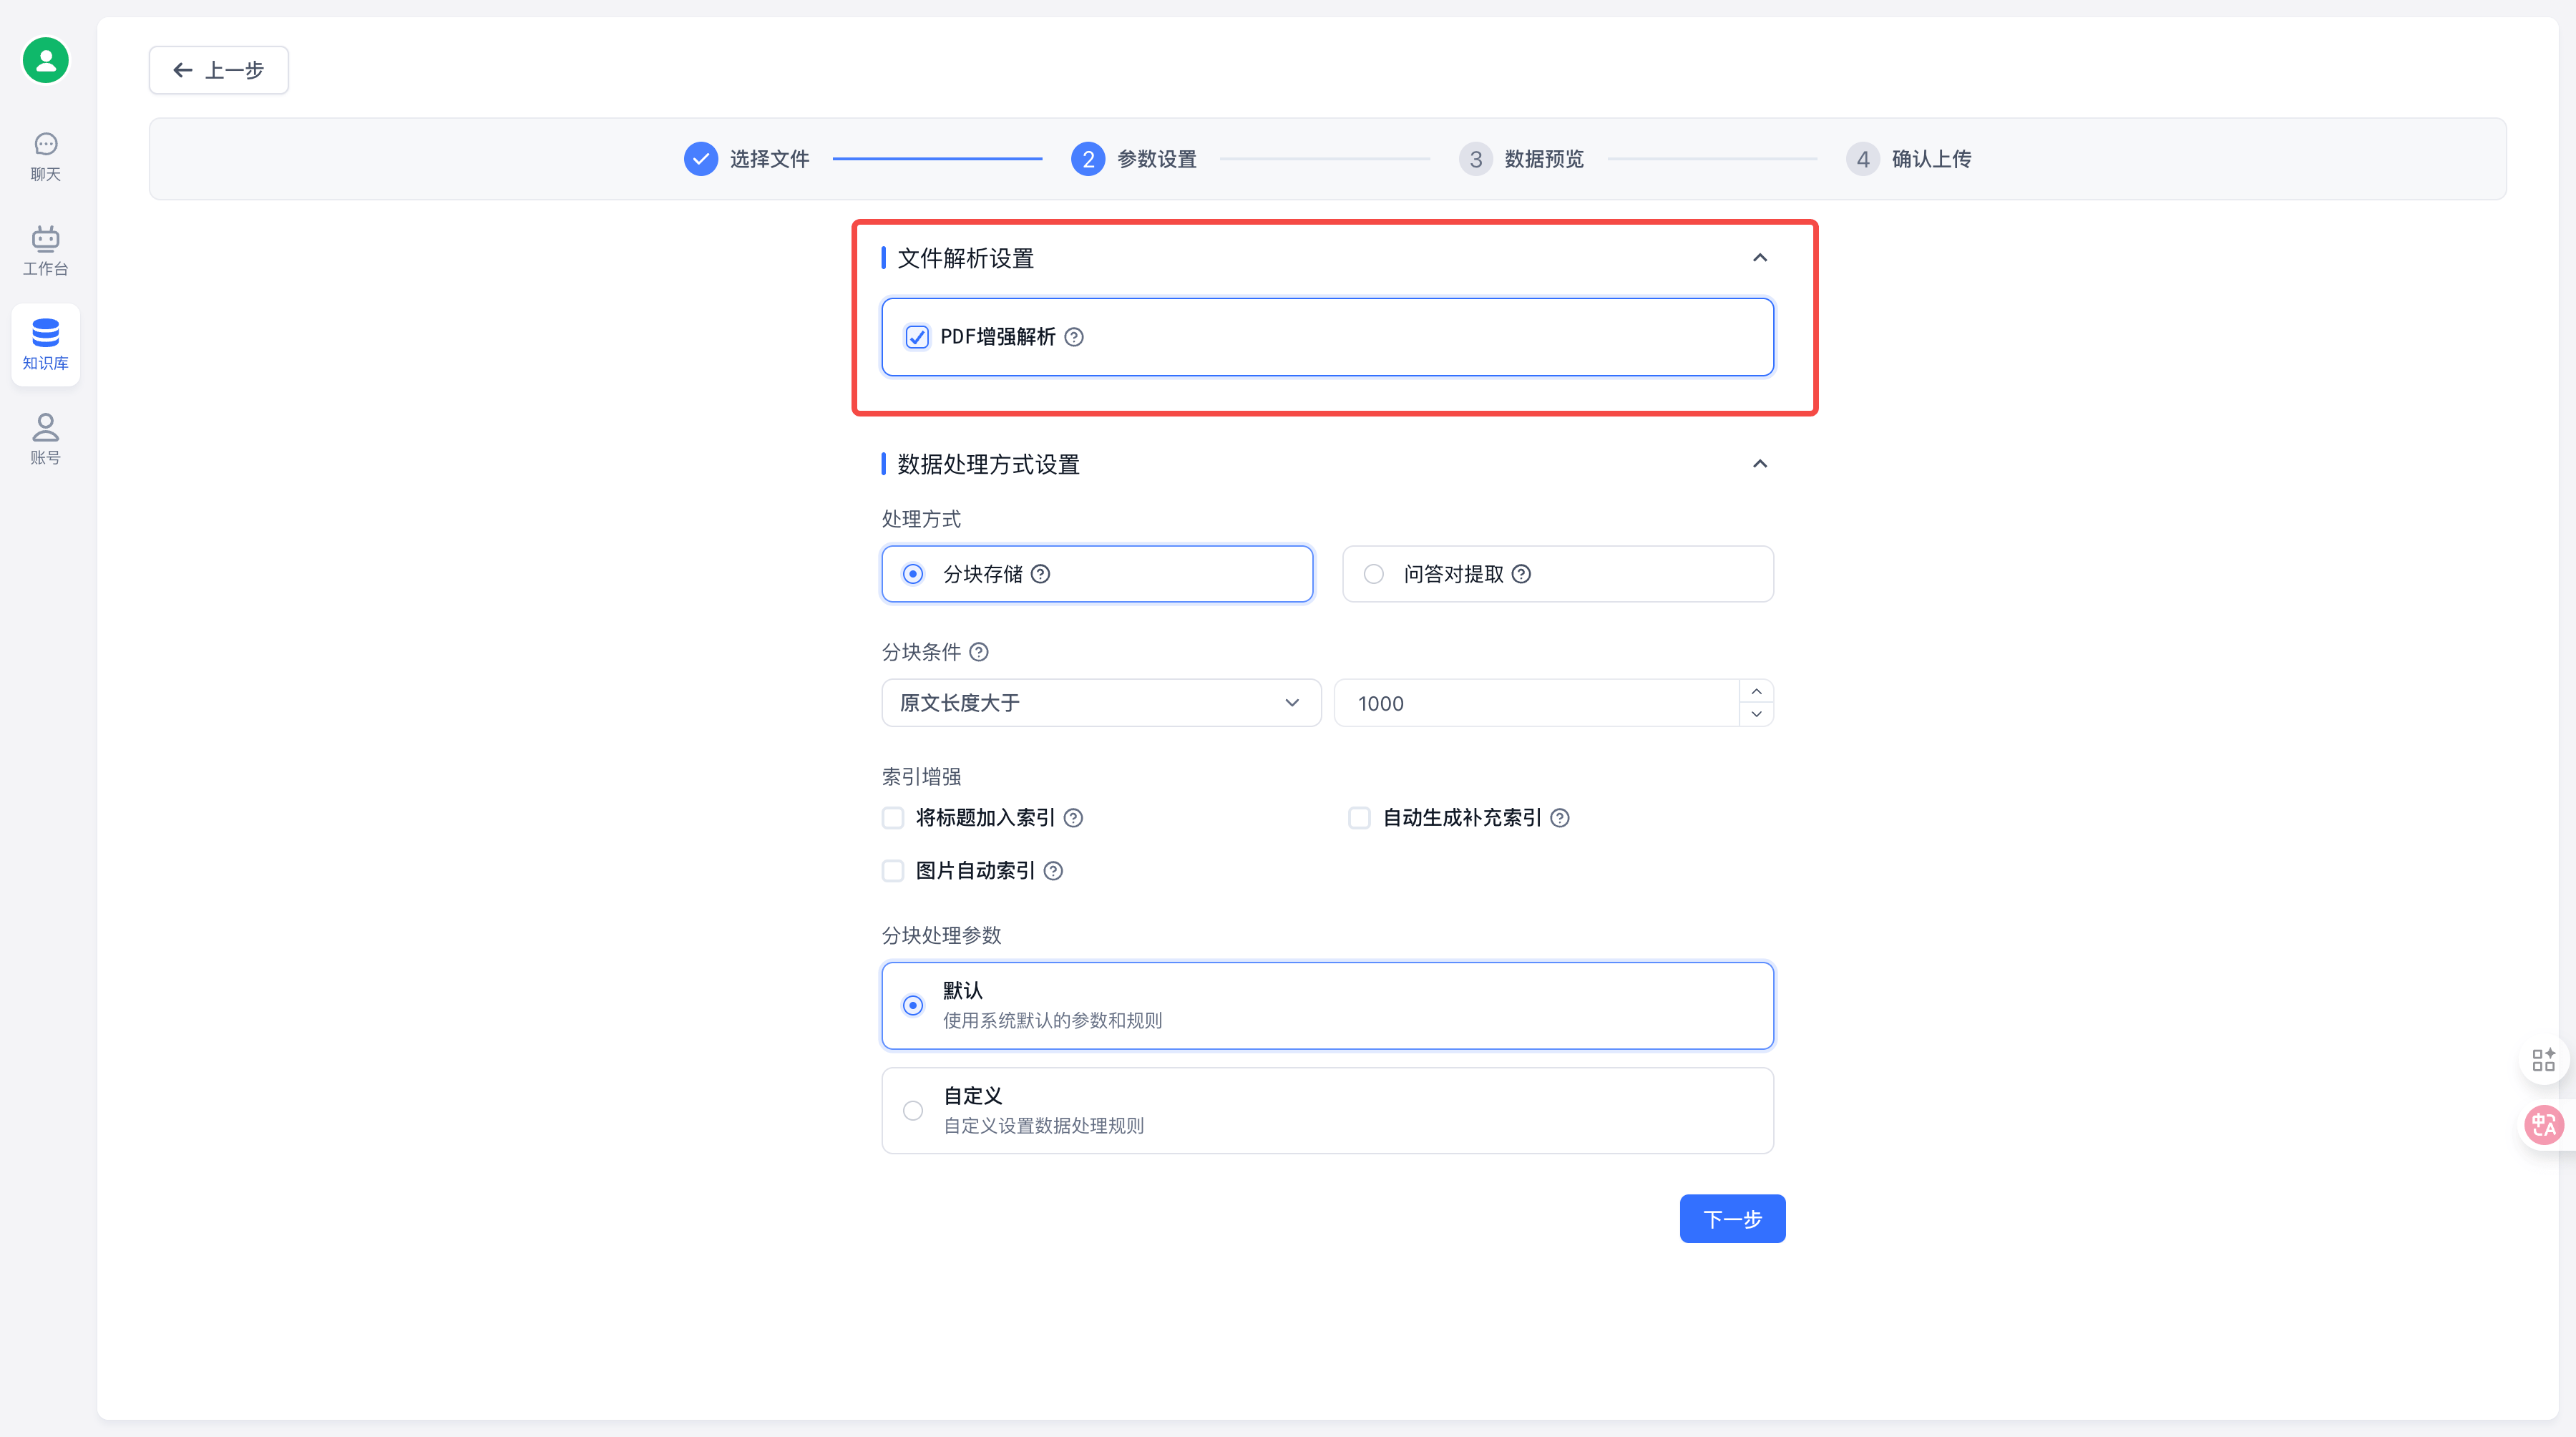 上一步
聊天
工作台
知识库
账号
选择文件
2 参数设置
3 数据预览
4 确认上传
文件解析设置
PDF增强解析
数据处理方式设置
处理方式
分块存储
问答对提取
分块条件
原文长度大于
1000
索引增强
将标题加入索引
自动生成补充索引
图片自动索引
分块处理参数
默认
使用系统默认的参数和规则
自定义
自定义设置数据处理规则
下一步
中A